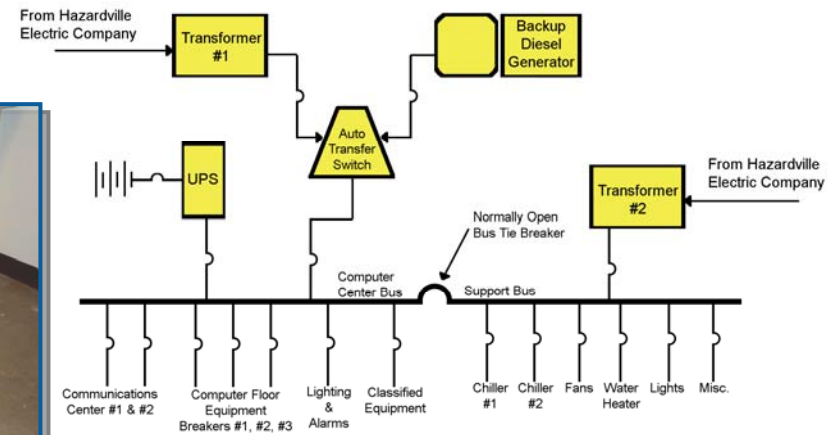 From Hazardville
Electric Company
Transformer
#1
Backup
Diesel
Generator
Auto
Transfer
Switch
UPS
From Hazardville
Electric Company
Transformer
#2
Normally Open
Bus Tie Breaker
Computer
Center Bus
Support Bus
Communications
Center #1 & #2
Computer Floor
Equipment
Breakers #1, #2, #3
Lighting
&
Alarms
Classified
Equipment
Chiller
#1
Chiller
#2
Fans
Water
Heater
Lights
Misc.